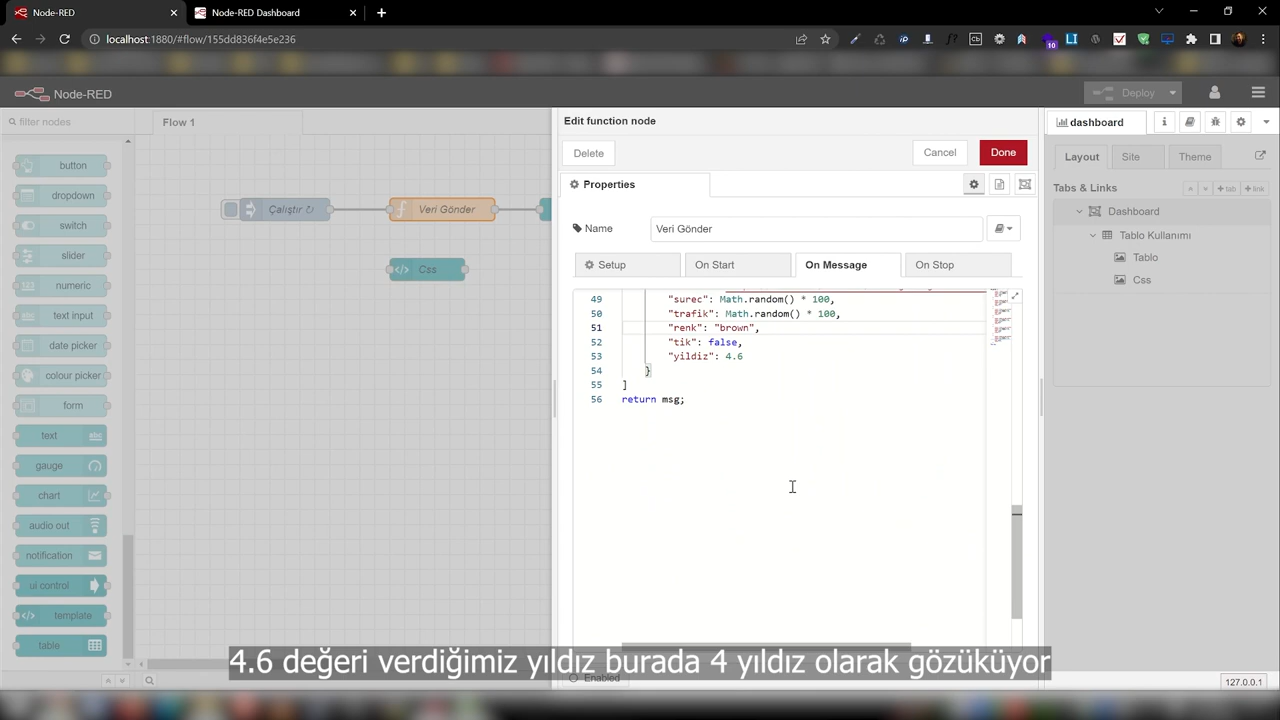 Node-RED
Node-RED Dashboard
localhost:1880/#flow/155dd836f4e5e236
10
Node-RED
Deploy
filter nodes
Flow 1
Edit function node
dashboard
Delete
Cancel
Done
Layout
Site
Theme
button
Properties
Tabs & Links
tab
link
dropdown
Çalıştır ↻
Veri Gönder
Dashboard
switch
Name
Veri Gönder
Tablo Kullanımı
slider
Css
Setup
On Start
On Message
On Stop
Tablo
Css
numeric
49 "surec": Math.random() * 100,
50 "trafik": Math.random() * 100,
51 "renk": "brown",
52 "tik": false,
53 "yildiz": 4.6
54 }
55 ]
56 return msg;
text input
date picker
colour picker
form
text
gauge
chart
audio out
notification
ui control
template
table
4.6 değeri verdiğimiz yıldız burada 4 yıldız olarak gözüküyor
Enabled
127.0.0.1